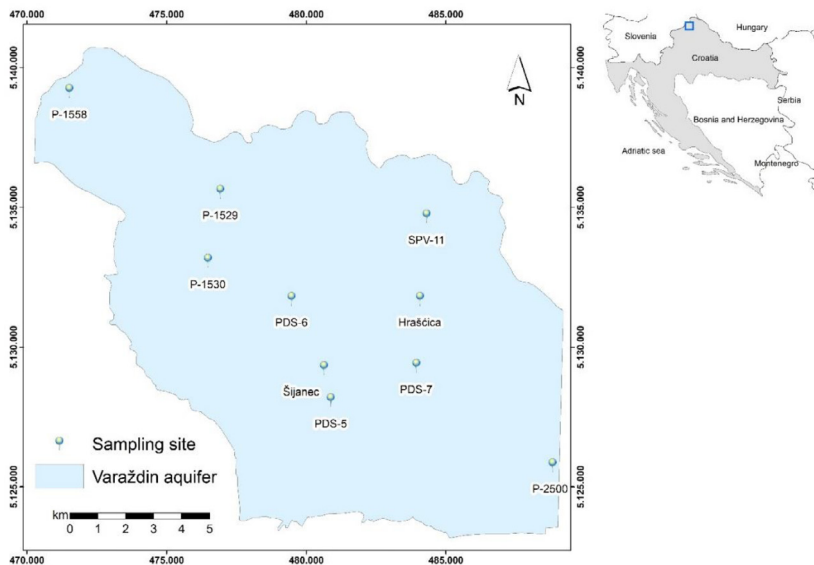 470.000
475.000
480.000
485.000
5.140.000
5.140.000
5.135.000
5.135.000
5.130.000
5.130.000
5.125.000
5.125.000
N
P-1558
P-1529
SPV-11
P-1530
PDS-6
Hrašćica
Šijanec
PDS-7
PDS-5
P-2500
Sampling site
Varaždin aquifer
km
0 1 2 3 4 5
470.000
475.000
480.000
485.000
Slovenia
Hungary
Croatia
Serbia
Bosnia and Herzegovina
Adriatic sea
Montenegro